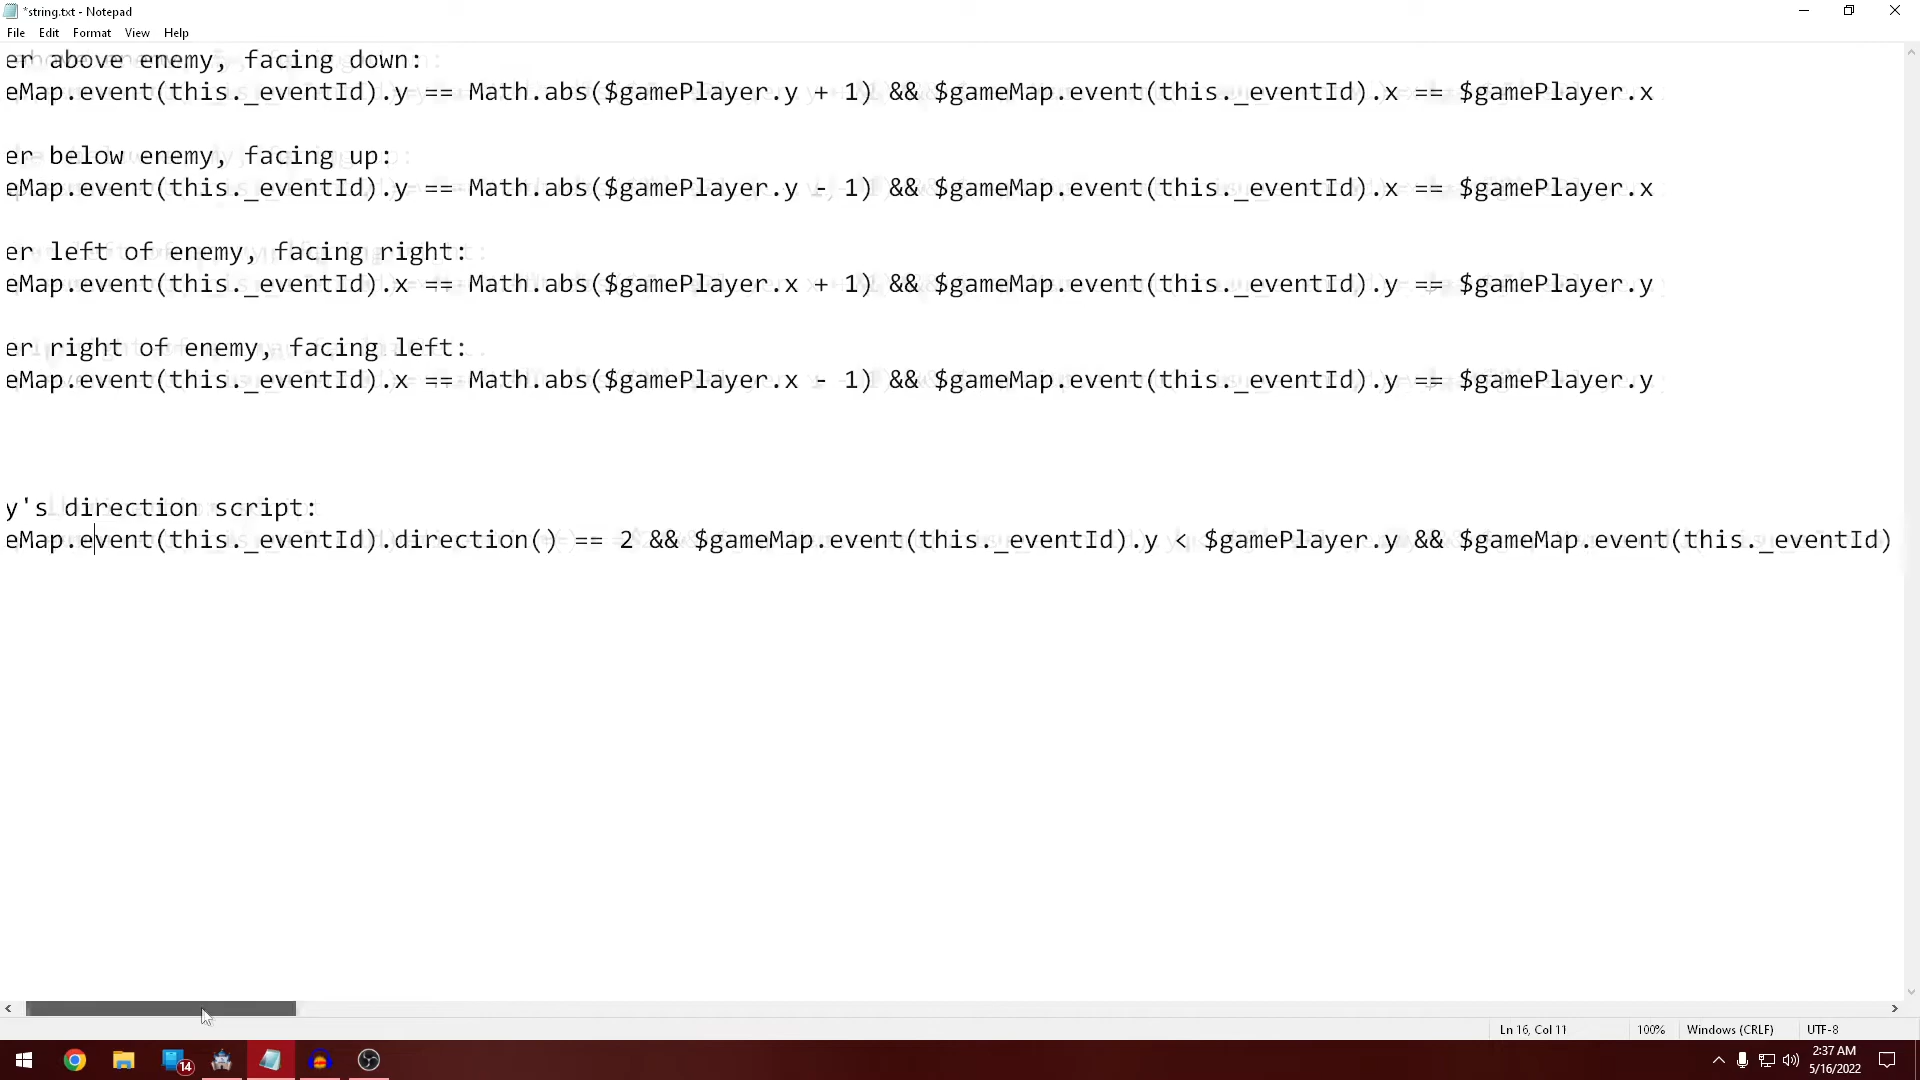 *string.txt - Notepad
File Edit Format View Help
er above enemy, facing down:
eMap.event(this._eventId).y == Math.abs($gamePlayer.y + 1) && $gameMap.event(this._eventId).x == $gamePlayer.x
er below enemy, facing up:
eMap.event(this._eventId).y == Math.abs($gamePlayer.y - 1) && $gameMap.event(this._eventId).x == $gamePlayer.x
er left of enemy, facing right:
eMap.event(this._eventId).x == Math.abs($gamePlayer.x + 1) && $gameMap.event(this._eventId).y == $gamePlayer.y
er right of enemy, facing left:
eMap.event(this._eventId).x == Math.abs($gamePlayer.x - 1) && $gameMap.event(this._eventId).y == $gamePlayer.y
y's direction script:
eMap.event(this._eventId).direction() == 2 && $gameMap.event(this._eventId).y < $gamePlayer.y && $gameMap.event(this._eventId)
Ln 16, Col 11 100% Windows (CRLF) UTF-8
14
2:37 AM
5/16/2022